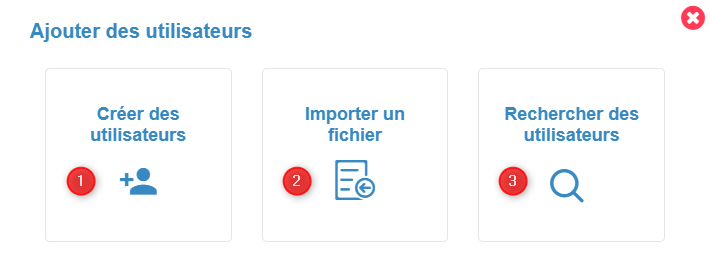 Ajouter des utilisateurs
Créer des
utilisateurs
1
Importer un
fichier
2
Rechercher des
utilisateurs
3